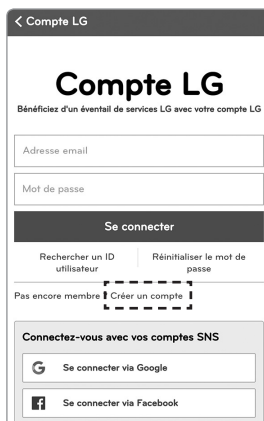 Compte LG
Compte LG
Bénéficiez d'un éventail de services LG avec votre compte LG
Adresse email
Mot de passe
Se connecter
Rechercher un ID
utilisateur
Réinitialiser le mot de
passe
Pas encore membre ? Créer un compte
Connectez-vous avec vos comptes SNS
Se connecter via Google
Se connecter via Facebook